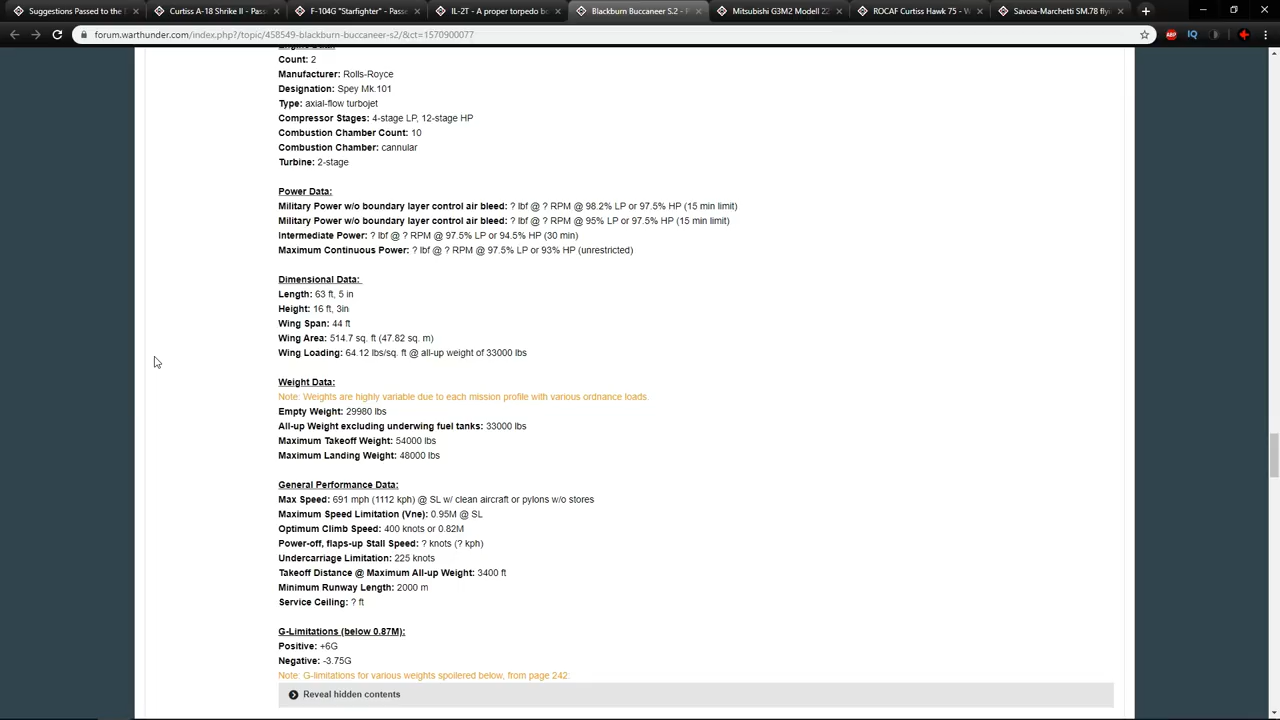 Suggestions Passed to the dev
Curtiss A-18 Shrike II - Pass
F-104G "Starfighter" - Passe
IL-2T - A proper torpedo b
Blackburn Buccaneer S.2 - P
Mitsubishi G3M2 Modell 22
ROCAF Curtiss Hawk 75 - W
Savoia-Marchetti SM.78 fly
forum.warthunder.com/index.php?/topic/458549-blackburn-buccaneer-s2/&ct=1570900077
Engine Data:
Count: 2
Manufacturer: Rolls-Royce
Designation: Spey Mk.101
Type: axial-flow turbojet
Compressor Stages: 4-stage LP, 12-stage HP
Combustion Chamber Count: 10
Combustion Chamber: cannular
Turbine: 2-stage
Power Data:
Military Power w/o boundary layer control air bleed: ? lbf @ ? RPM @ 98.2% LP or 97.5% HP (15 min limit)
Military Power w/o boundary layer control air bleed: ? lbf @ ? RPM @ 95% LP or 97.5% HP (15 min limit)
Intermediate Power: ? lbf @ ? RPM @ 97.5% LP or 94.5% HP (30 min)
Maximum Continuous Power: ? lbf @ ? RPM @ 97.5% LP or 93% HP (unrestricted)
Dimensional Data:
Length: 63 ft, 5 in
Height: 16 ft, 3in
Wing Span: 44 ft
Wing Area: 514.7 sq. ft (47.82 sq. m)
Wing Loading: 64.12 lbs/sq. ft @ all-up weight of 33000 lbs
Weight Data:
Note: Weights are highly variable due to each mission profile with various ordnance loads.
Empty Weight: 29980 lbs
All-up Weight excluding underwing fuel tanks: 33000 lbs
Maximum Takeoff Weight: 54000 lbs
Maximum Landing Weight: 48000 lbs
General Performance Data:
Max Speed: 691 mph (1112 kph) @ SL w/ clean aircraft or pylons w/o stores
Maximum Speed Limitation (Vne): 0.95M @ SL
Optimum Climb Speed: 400 knots or 0.82M
Power-off, flaps-up Stall Speed: ? knots (? kph)
Undercarriage Limitation: 225 knots
Takeoff Distance @ Maximum All-up Weight: 3400 ft
Minimum Runway Length: 2000 m
Service Ceiling: ? ft
G-Limitations (below 0.87M):
Positive: +6G
Negative: -3.75G
Note: G-limitations for various weights spoilered below, from page 242:
Reveal hidden contents